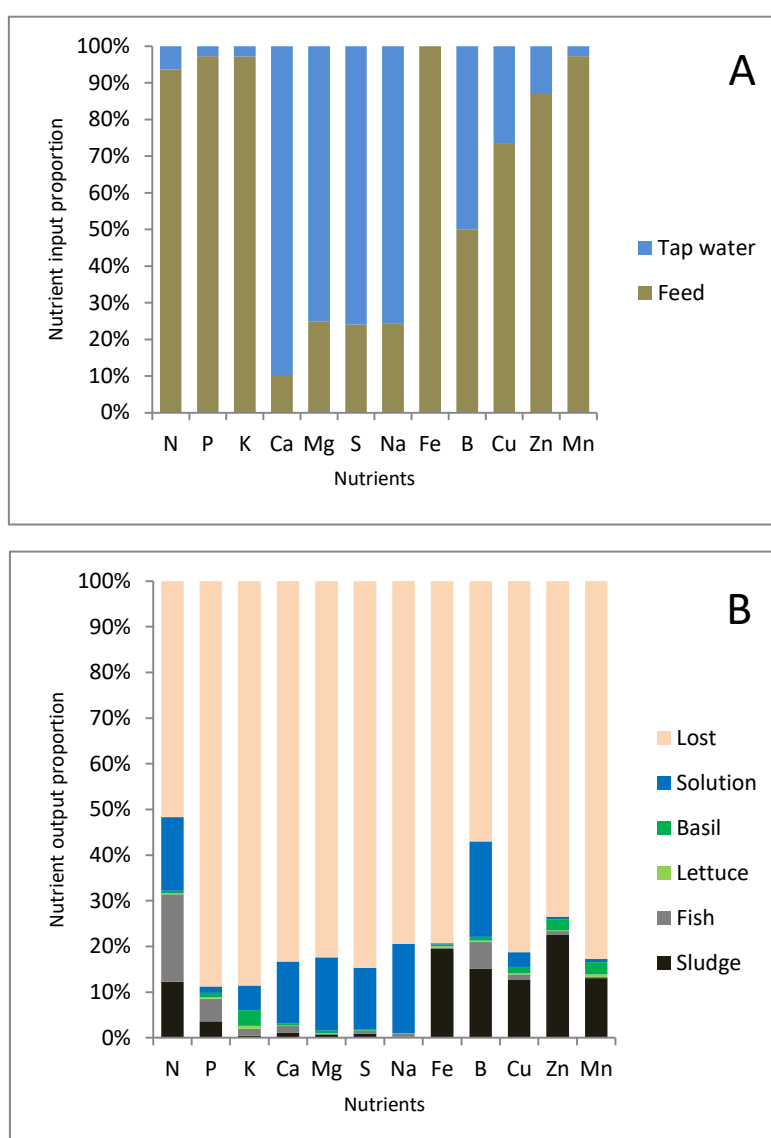 A
100%
90%
80%
70%
60%
50%
40%
30%
20%
10%
0%
Nutrient input proportion
Tap water
Feed
N P K Ca Mg S Na Fe B Cu Zn Mn
Nutrients
B
100%
90%
80%
70%
60%
50%
40%
30%
20%
10%
0%
Nutrient output proportion
Lost
Solution
Basil
Lettuce
Fish
Sludge
N P K Ca Mg S Na Fe B Cu Zn Mn
Nutrients